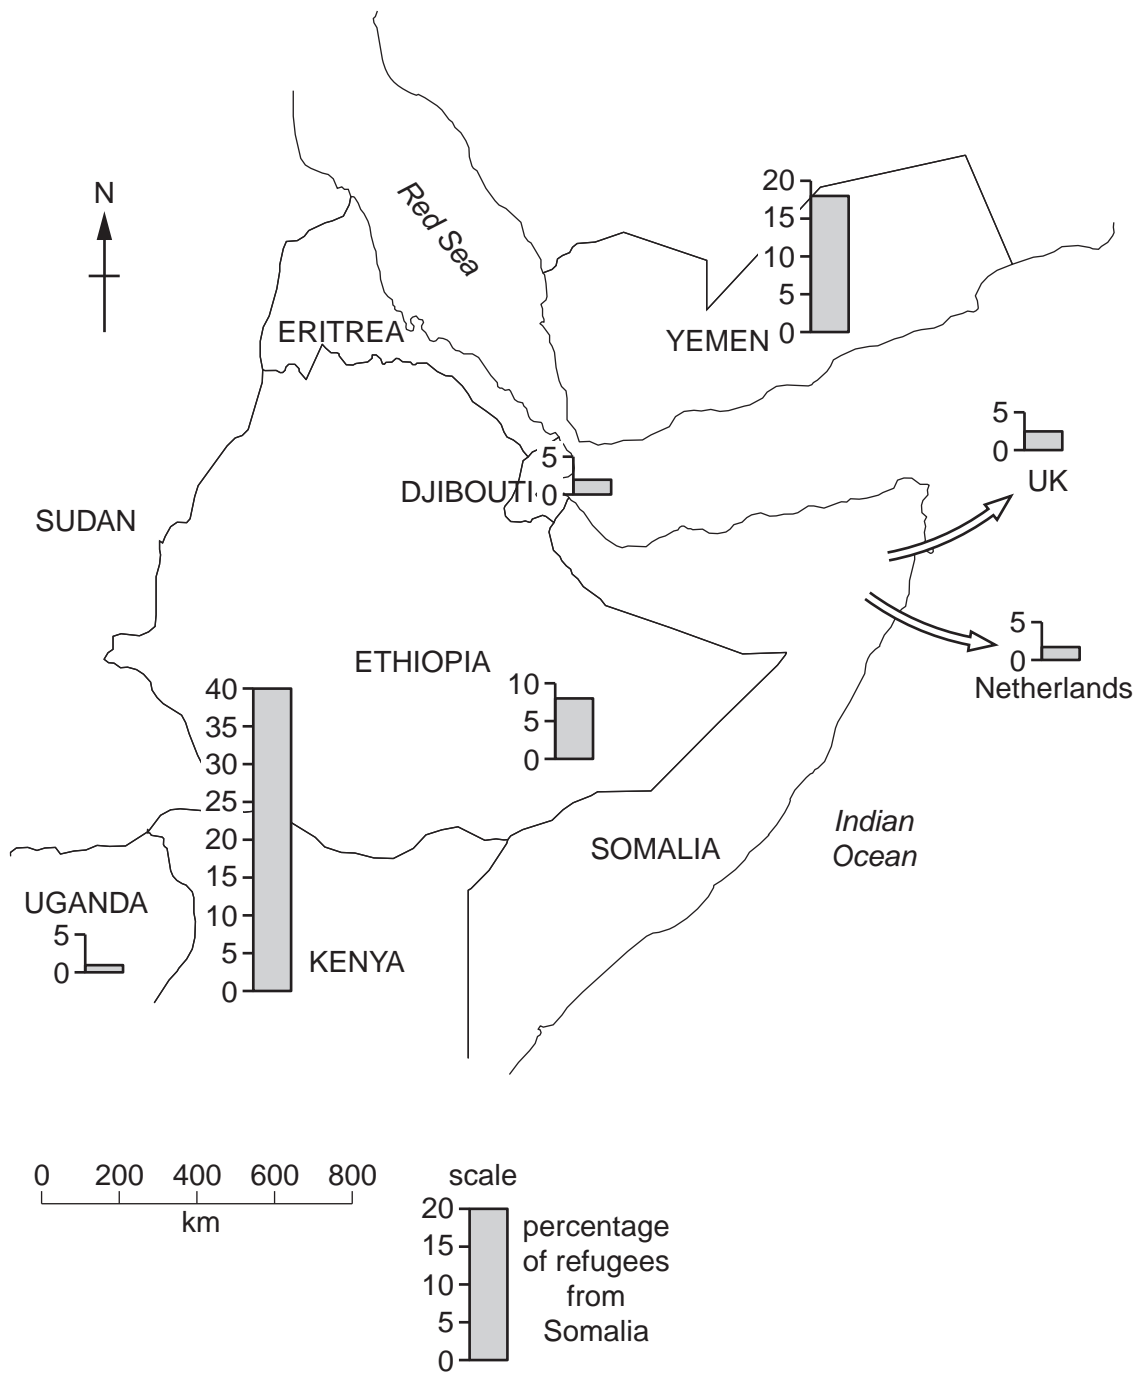 N
Red Sea
20
15
10
5
0
YEMEN
ERITREA
5
0
UK
5
0
DJIBOUTI
SUDAN
5
0
Netherlands
ETHIOPIA
10
5
0
40
35
30
25
20
15
10
5
0
KENYA
SOMALIA
Indian
Ocean
UGANDA
5
0
0 200 400 600 800
km
scale
20
15
10
5
0
percentage
of refugees
from
Somalia